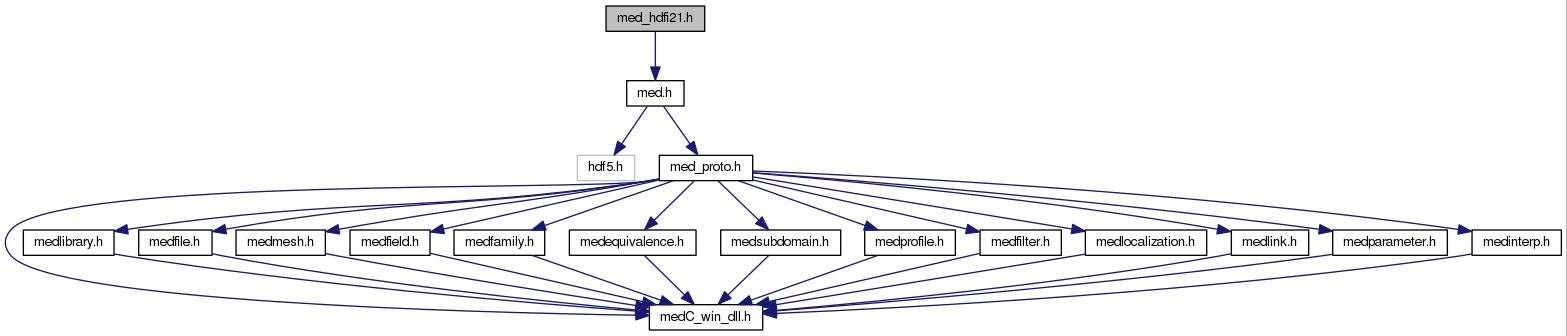 med_hdfi21.h
med.h
hdf5.h
med_proto.h
medlibrary.h
medfile.h
medmesh.h
medfield.h
medfamily.h
medequivalence.h
medsubdomain.h
medprofile.h
medfilter.h
medlocalization.h
medlink.h
medparameter.h
medinterp.h
medC_win_dll.h